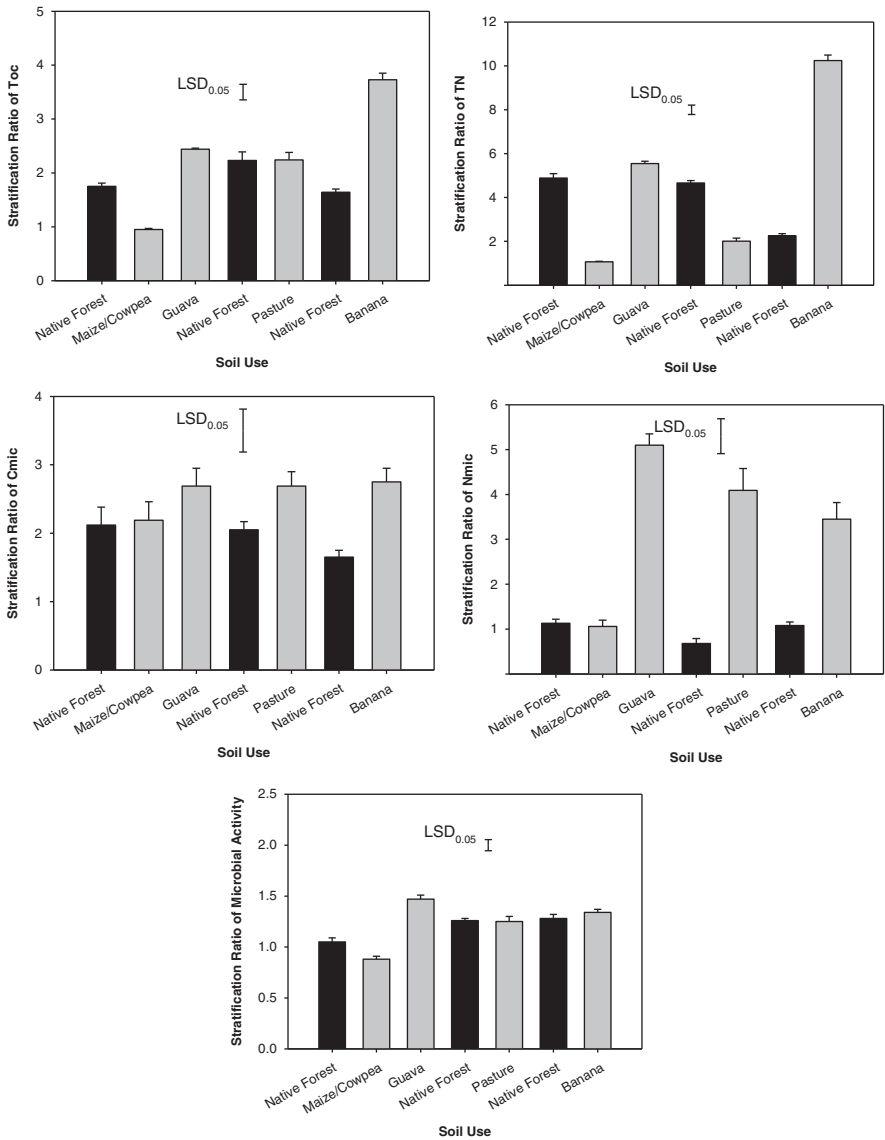 Stratification Ratio of Toc
5
4
3
2
1
0
LSD0.05
Native Forest
Maize/Cowpea
Guava
Native Forest
Pasture
Native Forest
Banana
Soil Use
Stratification Ratio of TN
12
10
8
6
4
2
LSD0.05
Native Forest
Maize/Cowpea
Guava
Native Forest
Pasture
Native Forest
Banana
Soil Use
Stratification Ratio of Cmic
4
3
2
1
0
LSD0.05
Native Forest
Maize/Cowpea
Guava
Native Forest
Pasture
Native Forest
Banana
Soil Use
Stratification Ratio of Nmic
6
5
4
3
2
1
LSD0.05
Native Forest
Maize/Cowpea
Guava
Native Forest
Pasture
Native Forest
Banana
Soil Use
Stratification Ratio of Microbial Activity
2.5
2.0
1.5
1.0
0.5
0.0
LSD0.05
Native Forest
Maize/Cowpea
Guava
Native Forest
Pasture
Native Forest
Banana
Soil Use